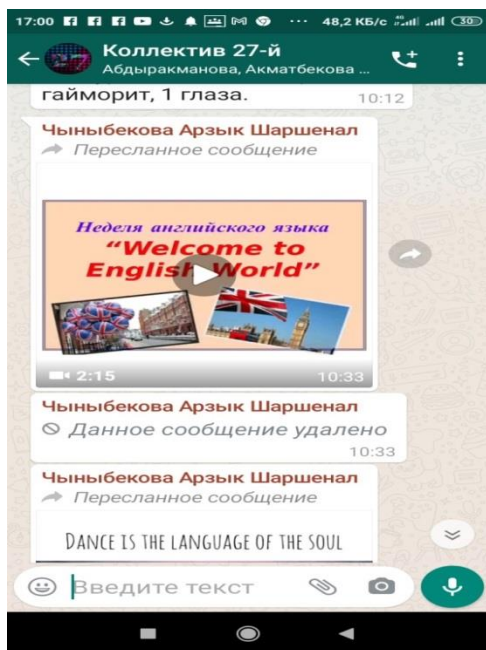 17:00 ... 48,2 КБ/с 4G 30
Коллектив 27-й
Абдыракманова, Акматбекова ...
гайморит, 1 глаза.
10:12
Чыныбекова Арзык Шаршенал
Пересланное сообщение
Неделя английского языка
“Welcome to
English World”
2:15 10:33
Чыныбекова Арзык Шаршенал
Данное сообщение удалено
10:33
Чыныбекова Арзык Шаршенал
Пересланное сообщение
DANCE IS THE LANGUAGE OF THE SOUL
Введите текст